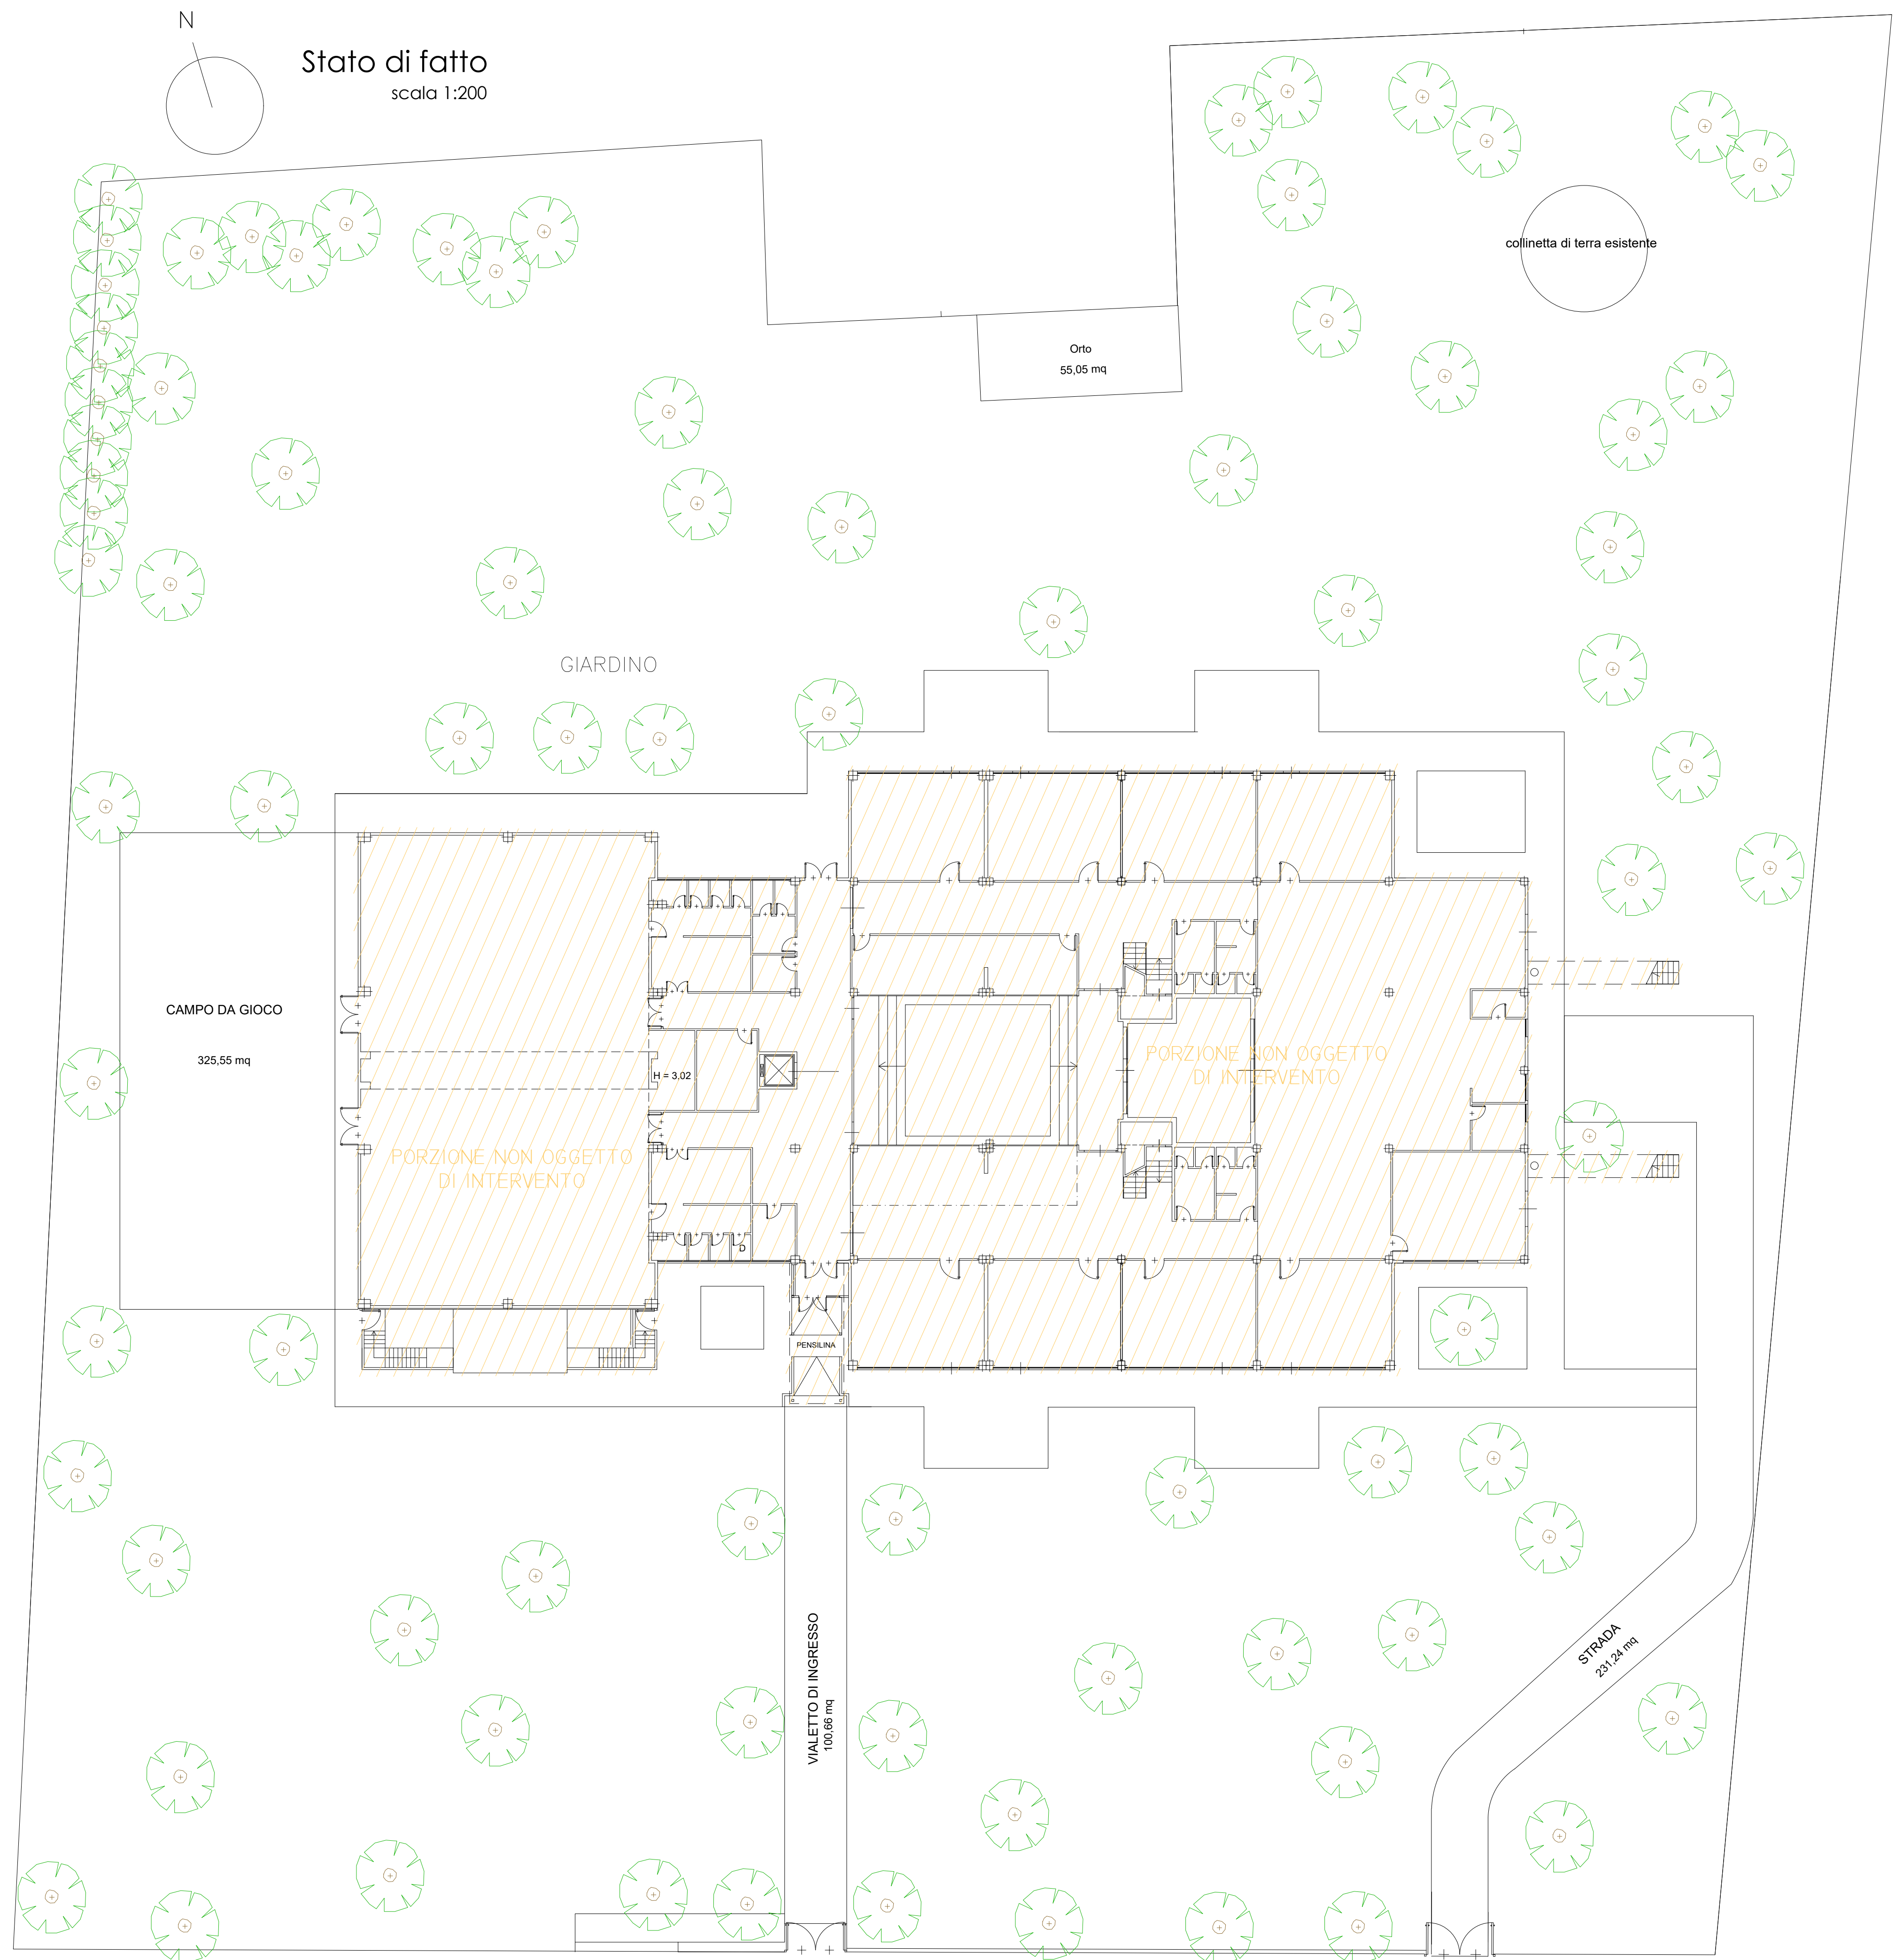 N
Stato di fatto
scala 1:200
collinetta di terra esistente
Orto
55,05 mq
GIARDINO
CAMPO DA GIOCO
325,55 mq
H = 3.02
PORZIONE NON OGGETTO
DI INTERVENTO
PORZIONE NON OGGETTO
DI INTERVENTO
D
PENSILINA
VIALETTO DI INGRESSO
100,66 mq
STRADA
231,24 mq